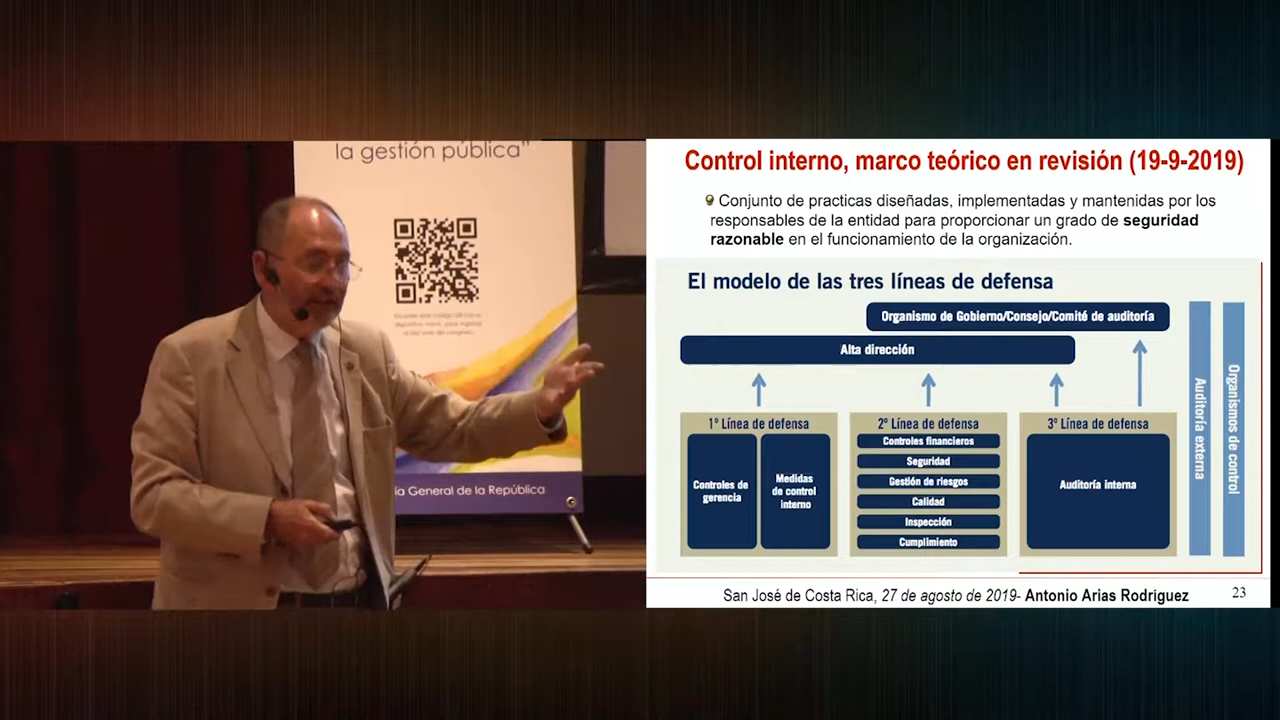 la gestión pública"
ía General de la República
Control interno, marco teórico en revisión (19-9-2019)
Conjunto de practicas diseñadas, implementadas y mantenidas por los
responsables de la entidad para proporcionar un grado de seguridad
razonable en el funcionamiento de la organización.
El modelo de las tres líneas de defensa
Organismo de Gobierno/Consejo/Comité de auditoría
Alta dirección
1º Línea de defensa
Controles de
gerencia
Medidas
de control
interno
2º Línea de defensa
Controles financieros
Seguridad
Gestión de riesgos
Calidad
Inspección
Cumplimiento
3º Línea de defensa
Auditoría interna
Auditoría externa
Organismos de control
San José de Costa Rica, 27 de agosto de 2019- Antonio Arias Rodríguez
23